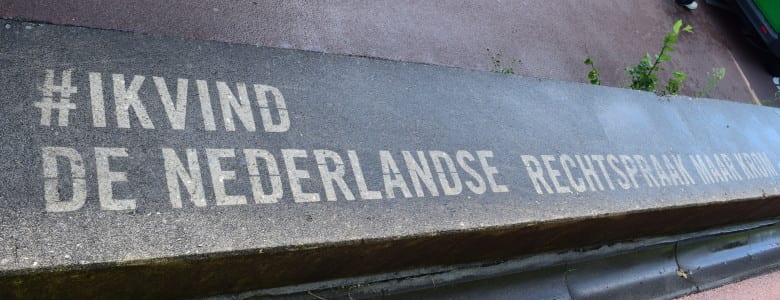 #IKVIND
DE NEDERLANDSE RECHTSPRAAK MAAR KROM